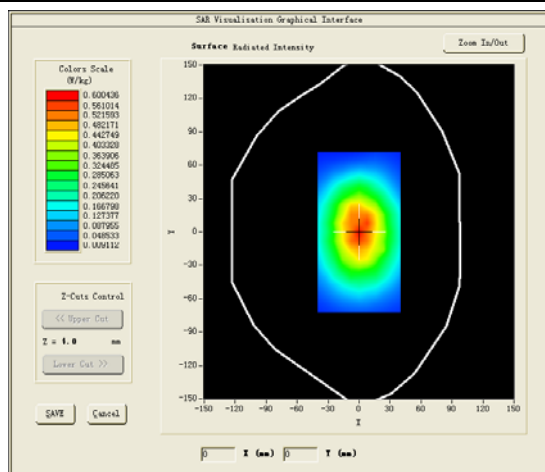 SAR Visualisation Graphical Interface
Surface Radiated Intensity
Zoom In/Out
Colors Scale
(W/kg)
0.600436
0.561014
0.521593
0.482171
0.442749
0.403328
0.363906
0.324485
0.285063
0.245641
0.206220
0.166798
0.127377
0.087955
0.048533
0.009112
Z-Cuts Control
<< Upper Cut
Z = 4.0 mm
Lower Cut >>
SAVE
Cancel
150
120
90
60
30
0
-30
-60
-90
-120
-150
Y
-150 -120 -90 -60 -30 0 30 60 90 120 150
X
0 X (mm) 0 Y (mm)